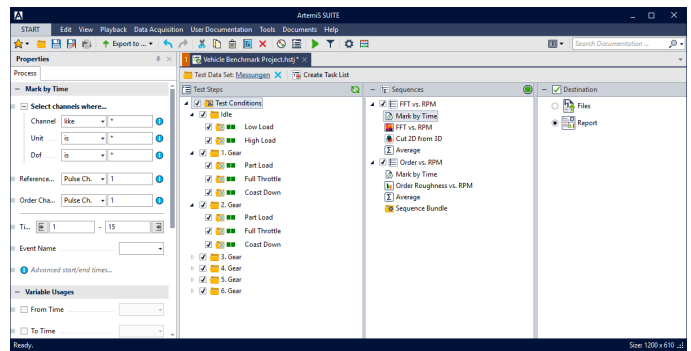 ArtemiS SUITE
START Edit View Playback Data Acquisition User Documentation Tools Documents Help
Export to ... Search Documentation ...
Properties
1 Vehicle Benchmark Project.hstj*
Process
Test Data Set: Messungen Create Task List
Mark by Time
Test Steps
Sequences
Destination
Select channels where...
Channel like *
Unit is *
Dof is *
Reference... Pulse Ch. 1
Order Cha... Pulse Ch. 1
Ti... 1 - 15
Event Name
Advanced start/end times...
Variable Usages
From Time
To Time
Test Conditions
Idle
Low Load
High Load
1. Gear
Part Load
Full Throttle
Coast Down
2. Gear
Part Load
Full Throttle
Coast Down
3. Gear
4. Gear
5. Gear
6. Gear
FFT vs. RPM
Mark by Time
FFT vs. RPM
Cut 2D from 3D
Average
Order vs. RPM
Mark by Time
Order Roughness vs. RPM
Average
Sequence Bundle
Files
Report
Ready.
Size: 1200 x 610